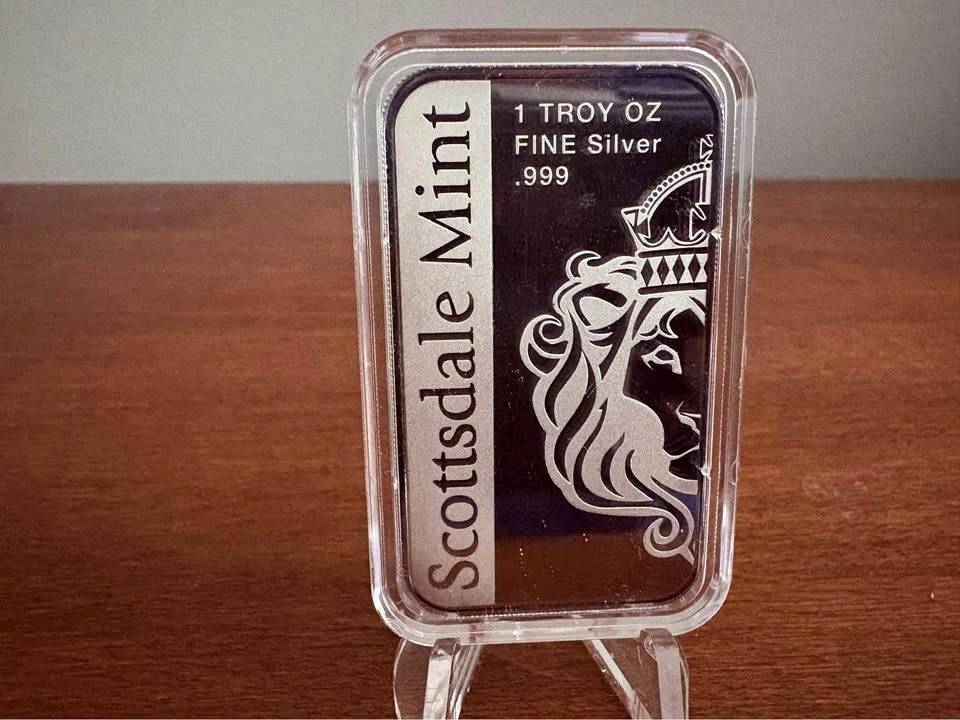 Scottsdale Mint
1 TROY OZ
FINE Silver
.999